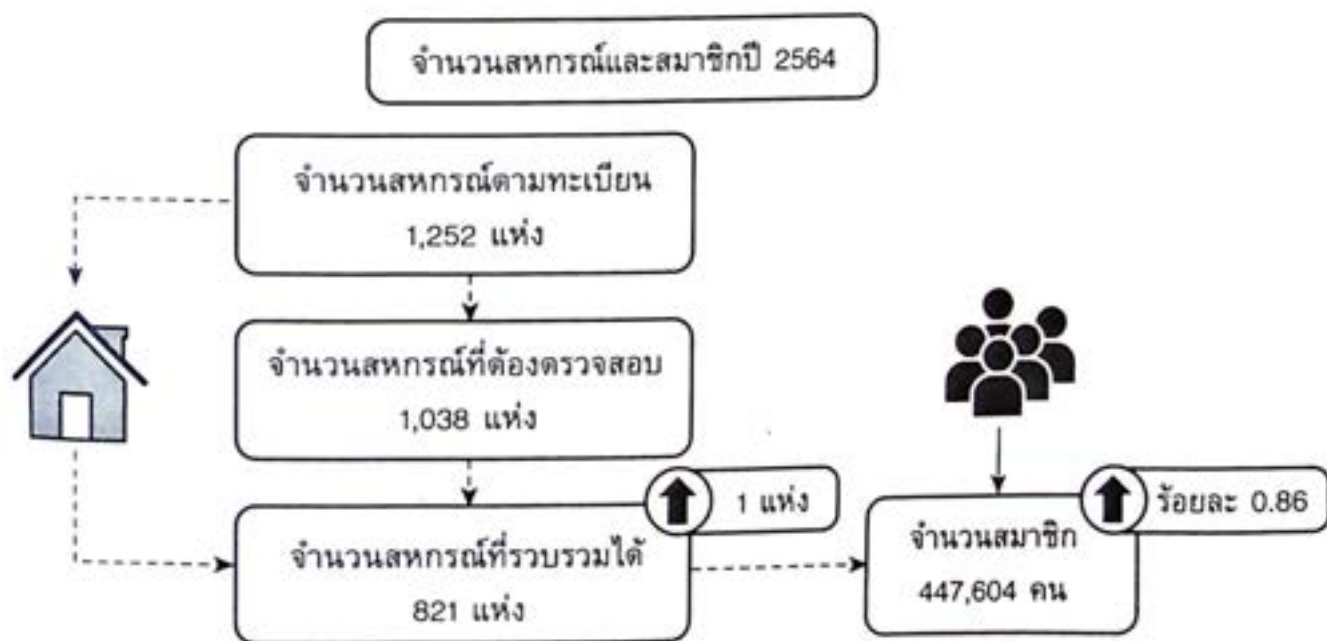 จำนวนสหกรณ์และสมาชิกปี 2564
จำนวนสหกรณ์ตามทะเบียน
1,252 แห่ง
จำนวนสหกรณ์ที่ต้องตรวจสอบ
1,038 แห่ง
1 แห่ง
จำนวนสหกรณ์ที่รวบรวมได้
821 แห่ง
ร้อยละ 0.86
จำนวนสมาชิก
447,604 คน